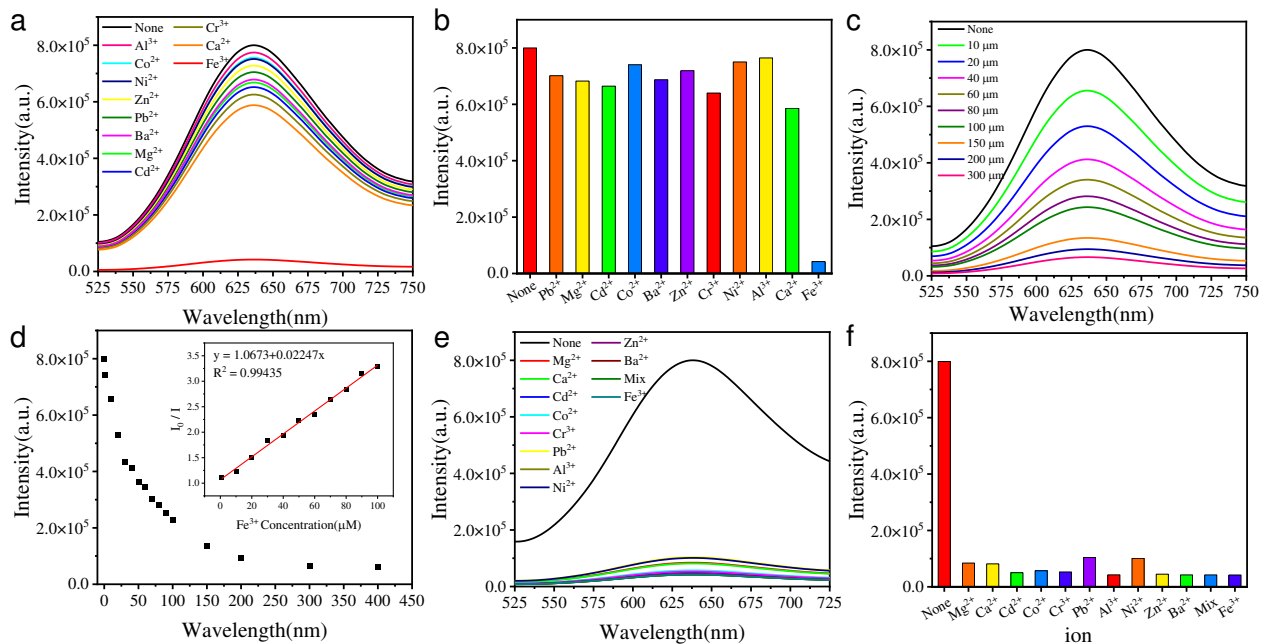 a
Intensity(a.u.)
8.0×10⁵
6.0×10⁵
4.0×10⁵
2.0×10⁵
0.0
None
Al³⁺
Co²⁺
Ni²⁺
Zn²⁺
Pb²⁺
Ba²⁺
Mg²⁺
Cd²⁺
Cr³⁺
Ca²⁺
Fe³⁺
525 550 575 600 625 650 675 700 725 750
Wavelength(nm)
b
Intensity(a.u.)
8.0×10⁵
6.0×10⁵
4.0×10⁵
2.0×10⁵
0.0
None Pb²⁺ Mg²⁺ Cd²⁺ Co²⁺ Ba²⁺ Zn²⁺ Cr³⁺ Ni²⁺ Al³⁺ Ca²⁺ Fe³⁺
c
Intensity(a.u.)
8.0×10⁵
6.0×10⁵
4.0×10⁵
2.0×10⁵
0.0
None
10 μm
20 μm
40 μm
60 μm
80 μm
100 μm
150 μm
200 μm
300 μm
525 550 575 600 625 650 675 700 725 750
Wavelength(nm)
d
Intensity(a.u.)
8.0×10⁵
6.0×10⁵
4.0×10⁵
2.0×10⁵
0.0
y = 1.0673+0.02247x
R² = 0.99435
I₀ / I
3.5
3.0
2.5
2.0
1.5
1.0
0 20 40 60 80 100
Fe³⁺ Concentration(μM)
0 50 100 150 200 250 300 350 400 450
Wavelength(nm)
e
Intensity(a.u.)
8.0×10⁵
6.0×10⁵
4.0×10⁵
2.0×10⁵
0.0
None
Mg²⁺
Ca²⁺
Cd²⁺
Co²⁺
Cr³⁺
Pb²⁺
Al³⁺
Ni²⁺
Zn²⁺
Ba²⁺
Mix
Fe³⁺
525 550 575 600 625 650 675 700 725
Wavelength(nm)
f
Intensity(a.u.)
8.0×10⁵
6.0×10⁵
4.0×10⁵
2.0×10⁵
0.0
None Mg²⁺ Ca²⁺ Cd²⁺ Co²⁺ Cr³⁺ Pb²⁺ Al³⁺ Ni²⁺ Zn²⁺ Ba²⁺ Mix Fe³⁺
ion